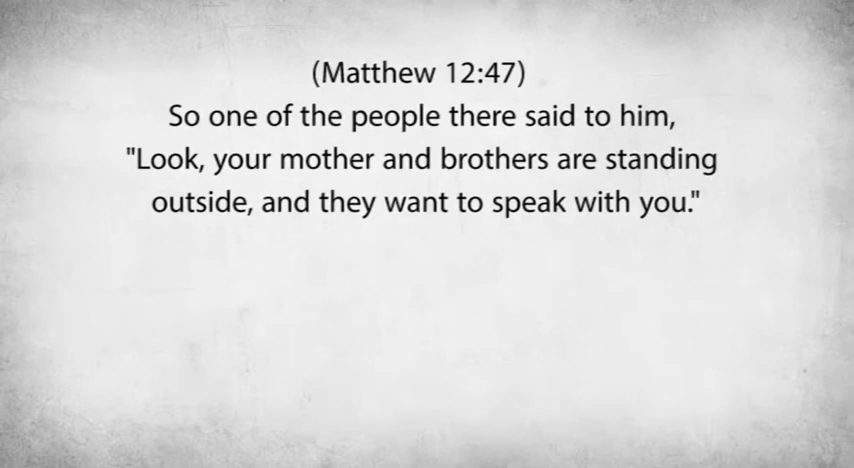 (Matthew 12:47)
So one of the people there said to him,
"Look, your mother and brothers are standing
outside, and they want to speak with you."